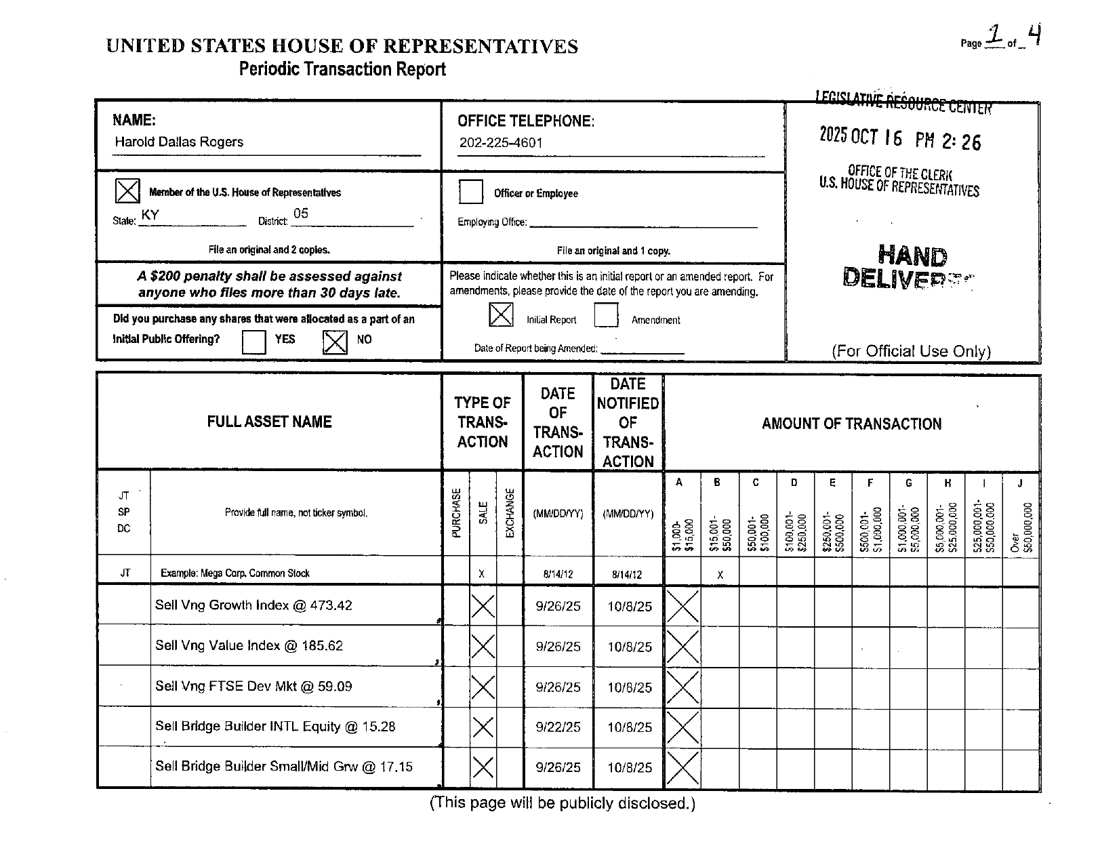 Page 1 of 4
UNITED STATES HOUSE OF REPRESENTATIVES
Periodic Transaction Report
LEGISLATIVE RESOURCE CENTER
2025 OCT 16 PM 2:26
OFFICE OF THE CLERK
U.S. HOUSE OF REPRESENTATIVES
HAND
DELIVERED
(For Official Use Only)
NAME:
Harold Dallas Rogers
OFFICE TELEPHONE:
202-225-4601
Member of the U.S. House of Representatives
State: KY District: 05
File an original and 2 copies.
Officer or Employee
Employing Office:
File an original and 1 copy.
A $200 penalty shall be assessed against
anyone who files more than 30 days late.
Please indicate whether this is an initial report or an amended report. For
amendments, please provide the date of the report you are amending.
Initial Report Amendment
Date of Report being Amended:
Did you purchase any shares that were allocated as a part of an
Initial Public Offering? YES NO
FULL ASSET NAME
TYPE OF
TRANS-
ACTION
DATE
OF
TRANS-
ACTION
DATE
NOTIFIED
OF
TRANS-
ACTION
AMOUNT OF TRANSACTION
JT
SP
DC
Provide full name, not ticker symbol.
PURCHASE
SALE
EXCHANGE
(MM/DD/YY)
(MM/DD/YY)
A
$1,000-
$15,000
B
$15,001-
$50,000
C
$50,001-
$100,000
D
$100,001-
$250,000
E
$250,001-
$500,000
F
$500,001-
$1,000,000
G
$1,000,001-
$5,000,000
H
$5,000,001-
$25,000,000
I
$25,000,001-
$50,000,000
J
Over
$50,000,000
JT Example: Mega Corp. Common Stock X 8/14/12 8/14/12 X
Sell Vng Growth Index @ 473.42 X 9/26/25 10/8/25 X
Sell Vng Value Index @ 185.62 X 9/26/25 10/8/25 X
Sell Vng FTSE Dev Mkt @ 59.09 X 9/26/25 10/8/25 X
Sell Bridge Builder INTL Equity @ 15.28 X 9/22/25 10/8/25 X
Sell Bridge Builder Small/Mid Grw @ 17.15 X 9/26/25 10/8/25 X
(This page will be publicly disclosed.)